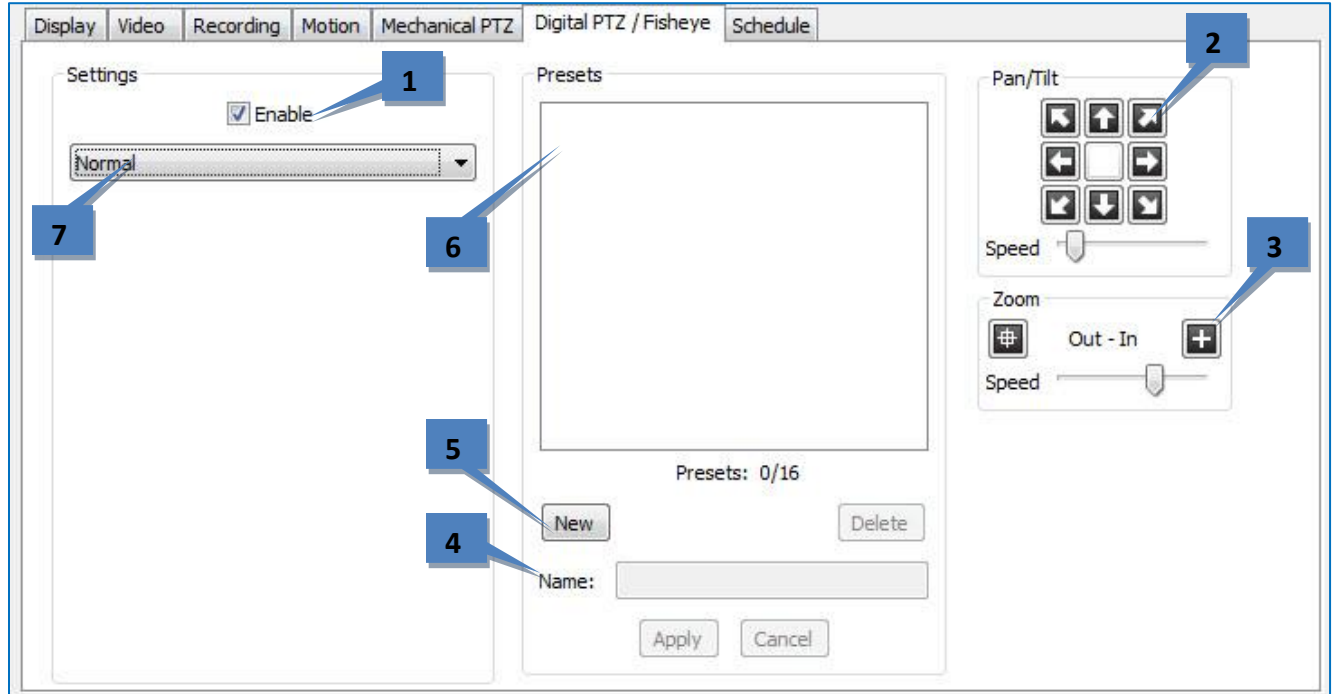 Display Video Recording Motion Mechanical PTZ Digital PTZ / Fisheye Schedule
2
Settings
1
Enable
Normal
7
Presets
6
Presets: 0/16
5
New Delete
4
Name:
Apply Cancel
Pan/Tilt
Speed
3
Zoom
Out - In
Speed